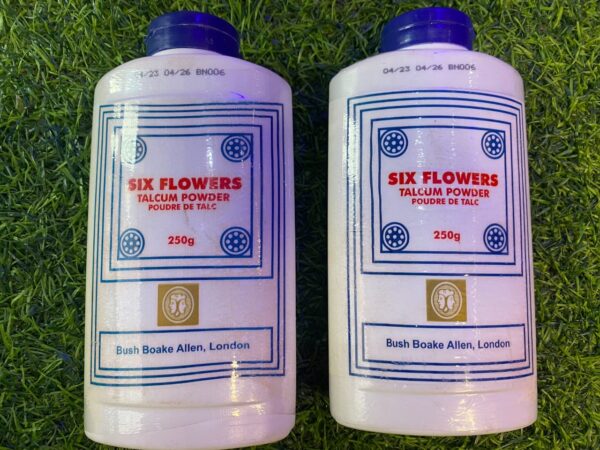 /23 04/26 BN006
SIX FLOWERS
TALCUM POWDER
POUDRE DE TALC
250g
Bush Boake Allen, London
04/23 04/26 BN006
SIX FLOWERS
TALCUM POWDER
POUDRE DE TALC
250g
Bush Boake Allen, London